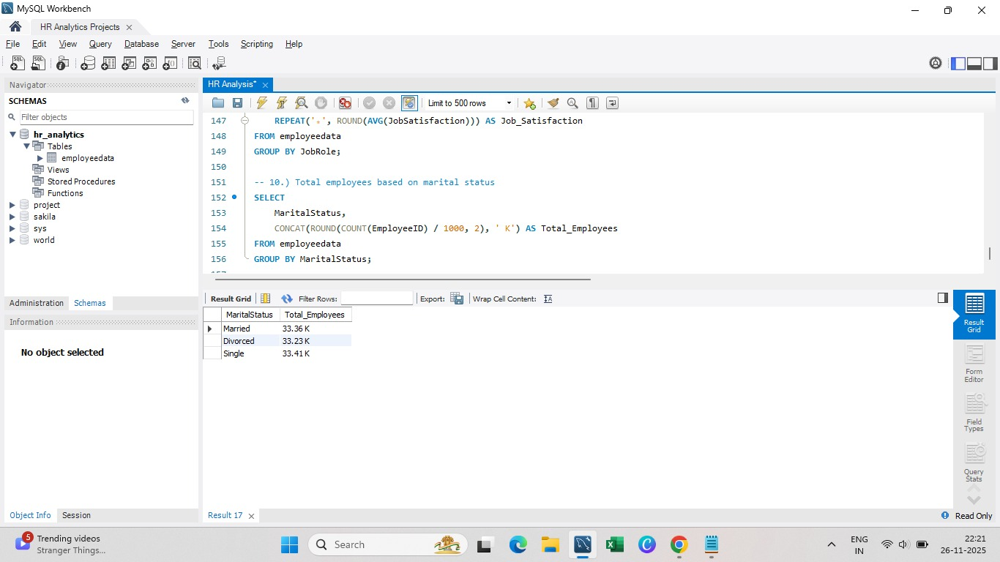 MySQL Workbench
HR Analytics Projects
File Edit View Query Database Server Tools Scripting Help
Navigator
SCHEMAS
Filter objects
hr_analytics
Tables
employeedata
Views
Stored Procedures
Functions
project
sakila
sys
world
Administration Schemas
Information
No object selected
Object Info Session
HR Analysis*
Limit to 500 rows
147 REPEAT('*', ROUND(AVG(JobSatisfaction))) AS Job_Satisfaction
148 FROM employeedata
149 GROUP BY JobRole;
150
151 -- 10.) Total employees based on marital status
152 SELECT
153 MaritalStatus,
154 CONCAT(ROUND(COUNT(EmployeeID) / 1000, 2), ' K') AS Total_Employees
155 FROM employeedata
156 GROUP BY MaritalStatus;
Result Grid Filter Rows: Export: Wrap Cell Content:
MaritalStatus Total_Employees
Married 33.36 K
Divorced 33.23 K
Single 33.41 K
Result Grid
Form Editor
Field Types
Query Stats
Result 17
Read Only
5
Trending videos
Stranger Things...
Search
ENG
IN
22:21
26-11-2025